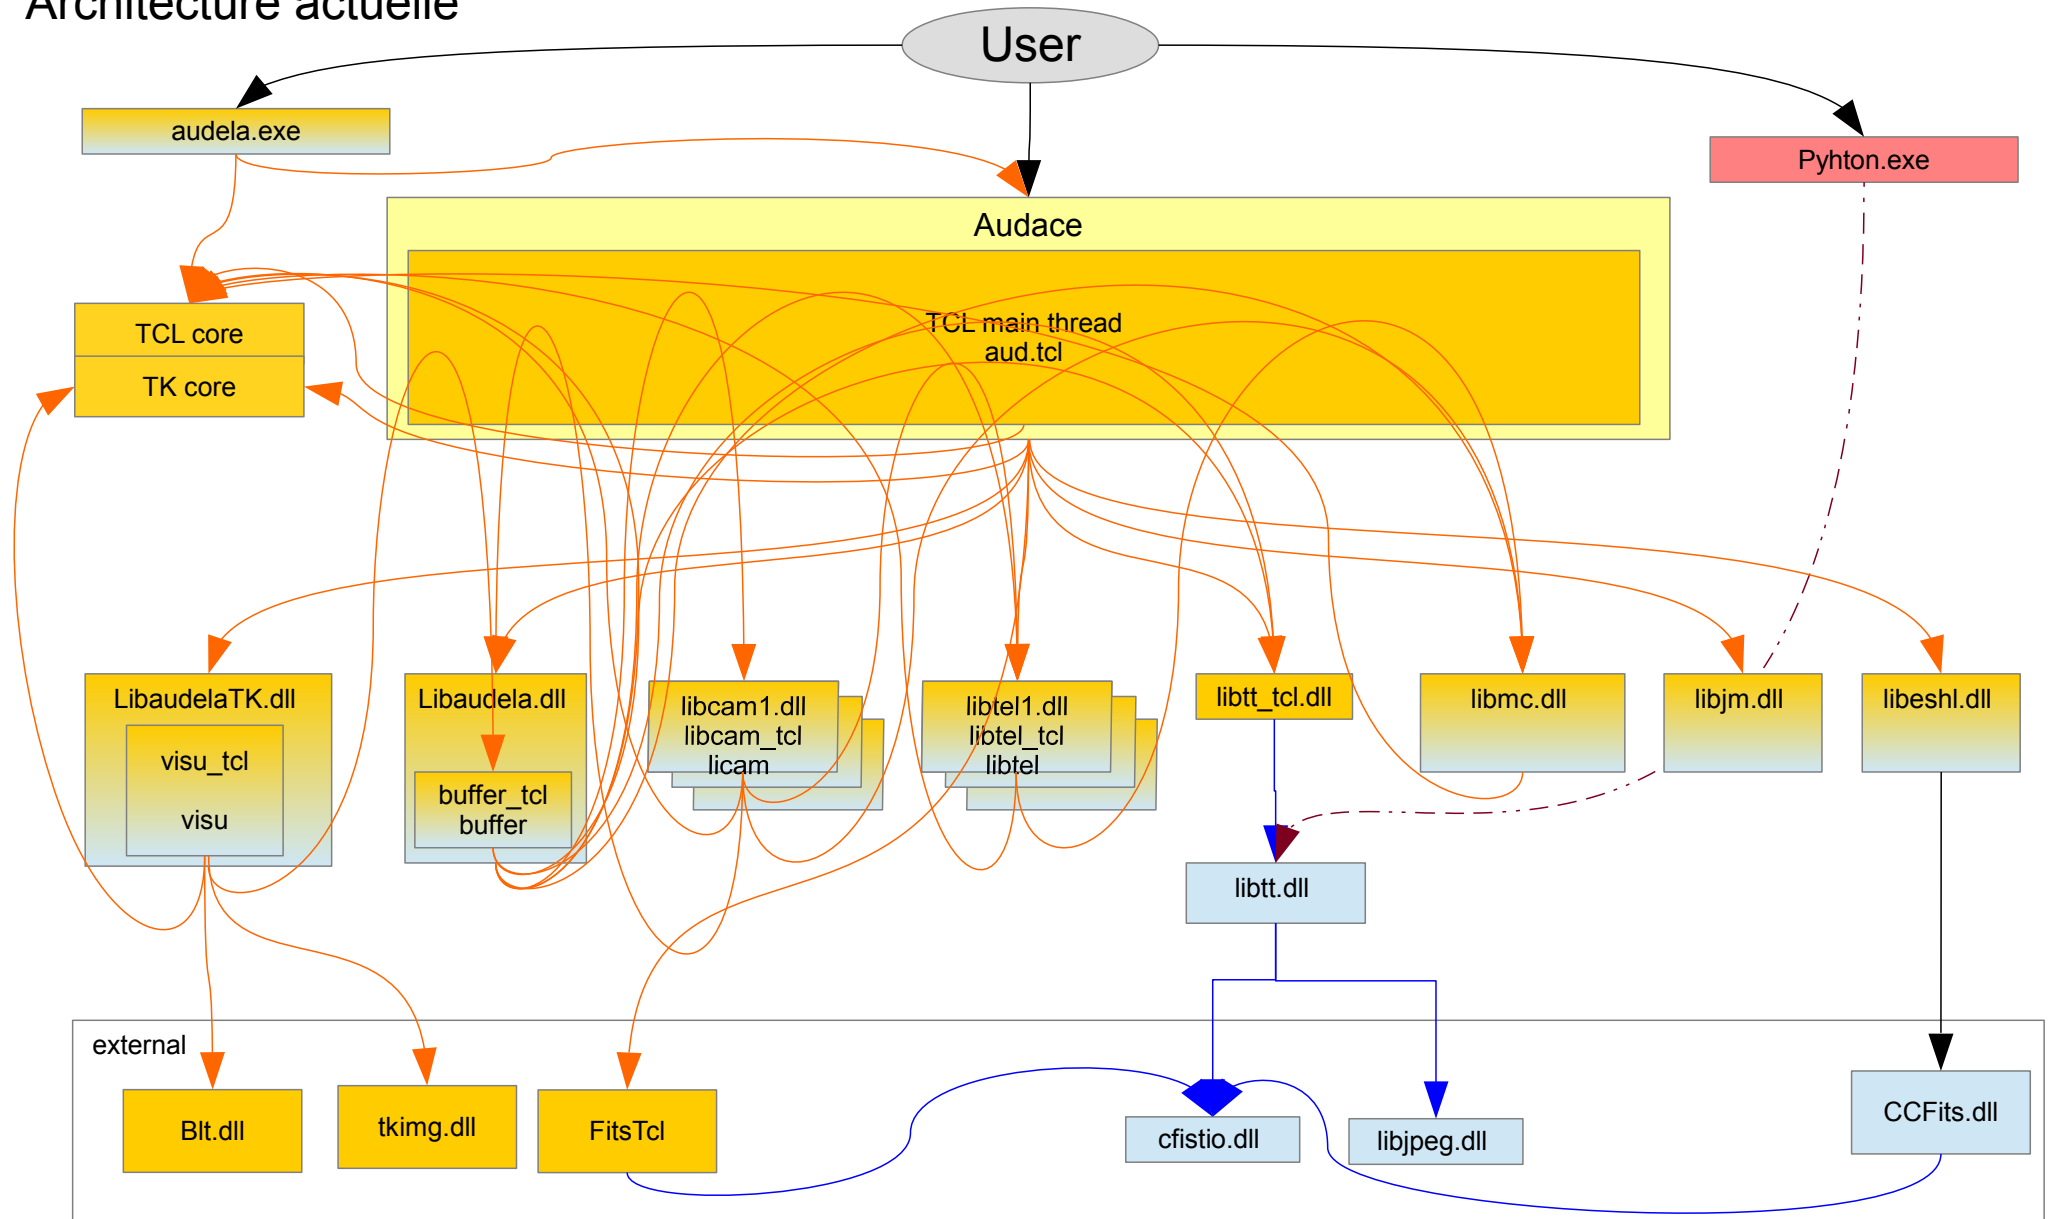 Architecture actuelle
User
audela.exe
Pyhton.exe
Audace
TCL main thread
aud.tcl
TCL core
TK core
LibaudelaTK.dll
visu_tcl
visu
Libaudela.dll
buffer_tcl
buffer
libcam1.dll
libcam_tcl
licam
libtel1.dll
libtel_tcl
libtel
libtt_tcl.dll
libmc.dll
libjm.dll
libeshl.dll
libtt.dll
external
Blt.dll
tkimg.dll
FitsTcl
cfistio.dll
libjpeg.dll
CCFits.dll